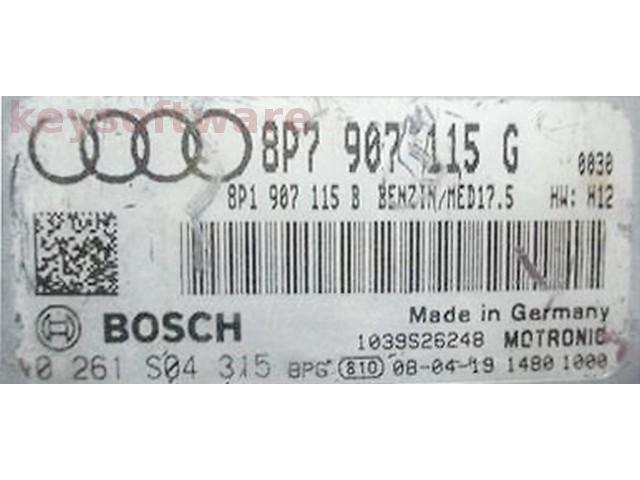 keysoftware
8P7 907 115 G 0030
8P1 907 115 B BENZIN/MED17.5 HW: H12
BOSCH Made in Germany
1039S26248 MOTRONIC
0 261 S04 315 BPG 810 08-04-19 1480 1000